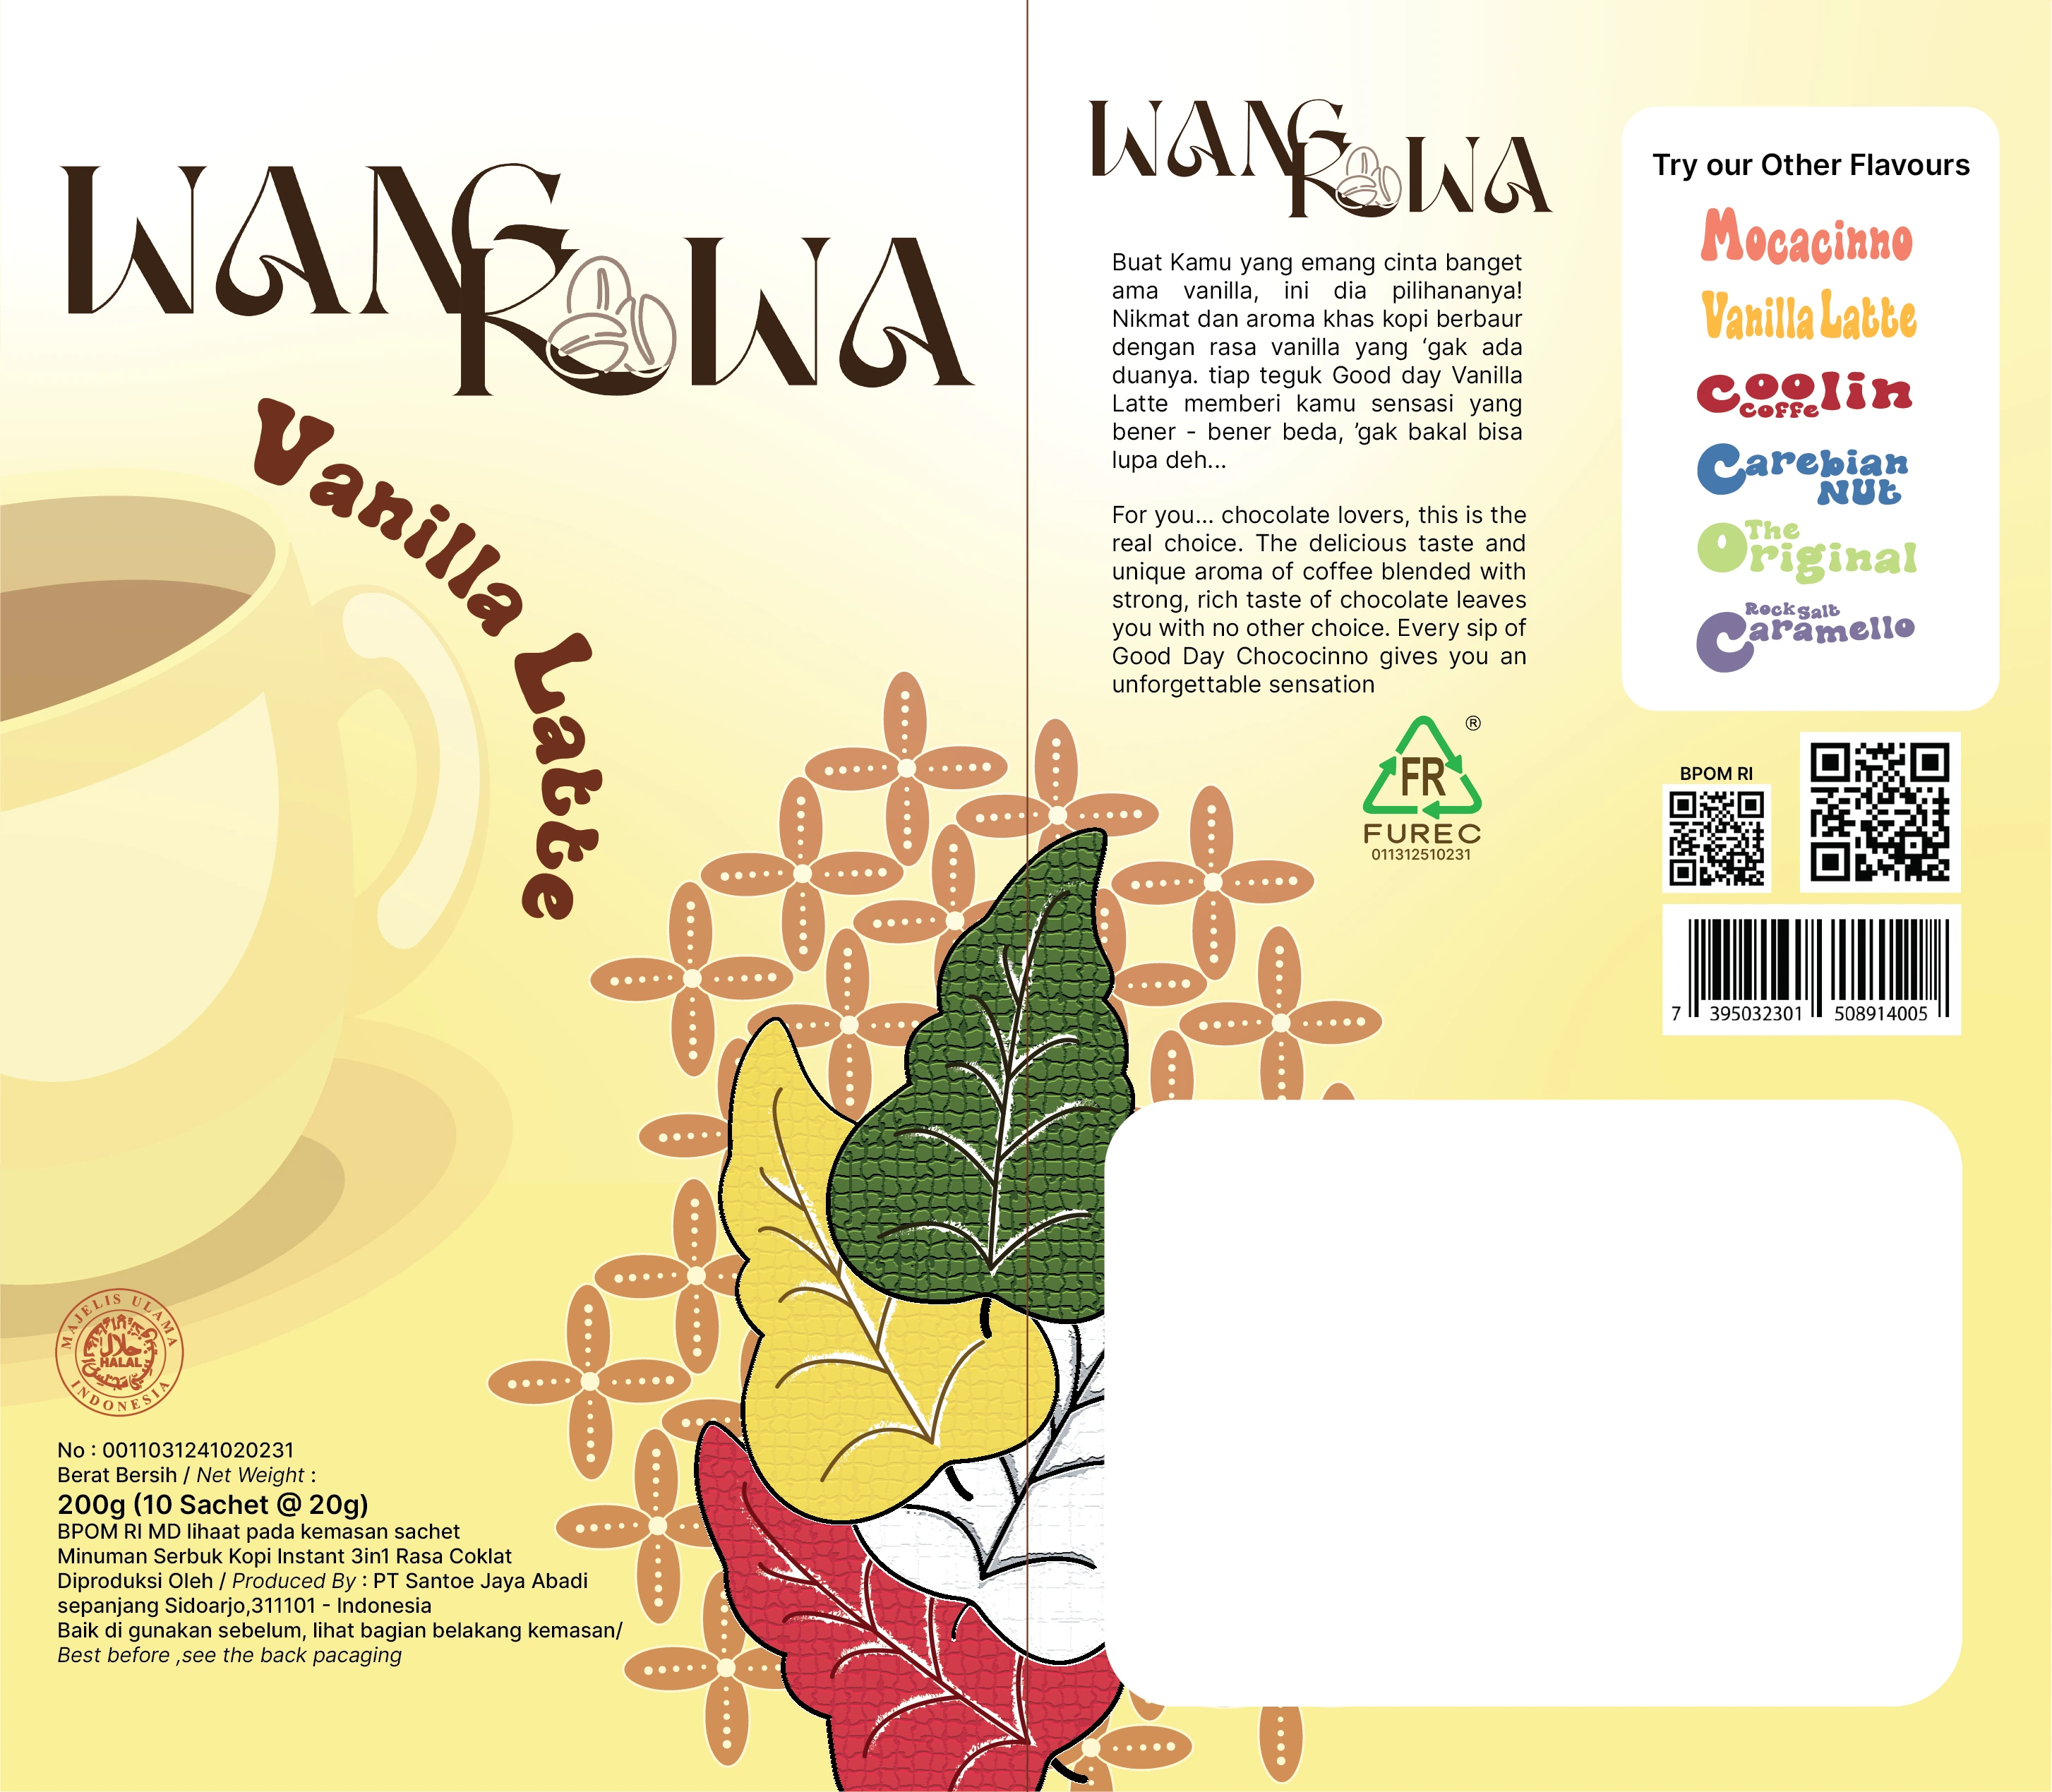 WANG
ROWA
Vanilla Latte
MAJELIS ULAMA
حلال
HALAL
INDONESIA
No : 0011031241020231
Berat Bersih / Net Weight :
200g (10 Sachet @ 20g)
BPOM RI MD lihaat pada kemasan sachet
Minuman Serbuk Kopi Instant 3in1 Rasa Coklat
Diproduksi Oleh / Produced By : PT Santoe Jaya Abadi
sepanjang Sidoarjo,311101 - Indonesia
Baik di gunakan sebelum, lihat bagian belakang kemasan/
Best before ,see the back pacaging
WANG
ROWA
Buat Kamu yang emang cinta banget
ama vanilla, ini dia pilihananya!
Nikmat dan aroma khas kopi berbaur
dengan rasa vanilla yang ‘gak ada
duanya. tiap teguk Good day Vanilla
Latte memberi kamu sensasi yang
bener - bener beda, ’gak bakal bisa
lupa deh...
For you... chocolate lovers, this is the
real choice. The delicious taste and
unique aroma of coffee blended with
strong, rich taste of chocolate leaves
you with no other choice. Every sip of
Good Day Chococinno gives you an
unforgettable sensation
®
FR
FUREC
011312510231
Try our Other Flavours
Mocacinno
Vanilla Latte
Coolin
Coffe
Carebian
Nut
The
Original
Rock Salt
Caramello
BPOM RI
7 395032301 508914005